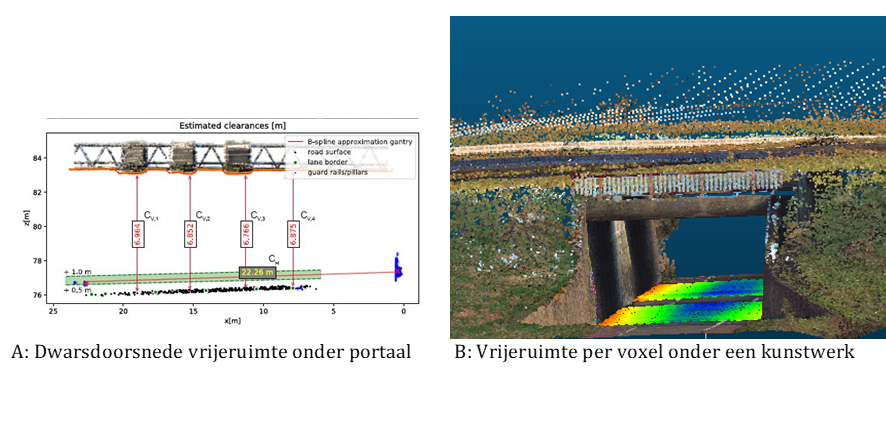 Estimated clearances [m]
B-spline approximation gantry
road surface
lane border
guard rails/pillars
84
82
80
78
76
z[m]
C_V,1
C_V,2
C_V,3
C_V,4
6.964
6.852
6.766
6.875
C_H
22.26 m
+ 1.0 m
+ 0.5 m
25
20
15
10
5
0
x[m]
A: Dwarsdoorsnede vrijeruimte onder portaal
B: Vrijeruimte per voxel onder een kunstwerk